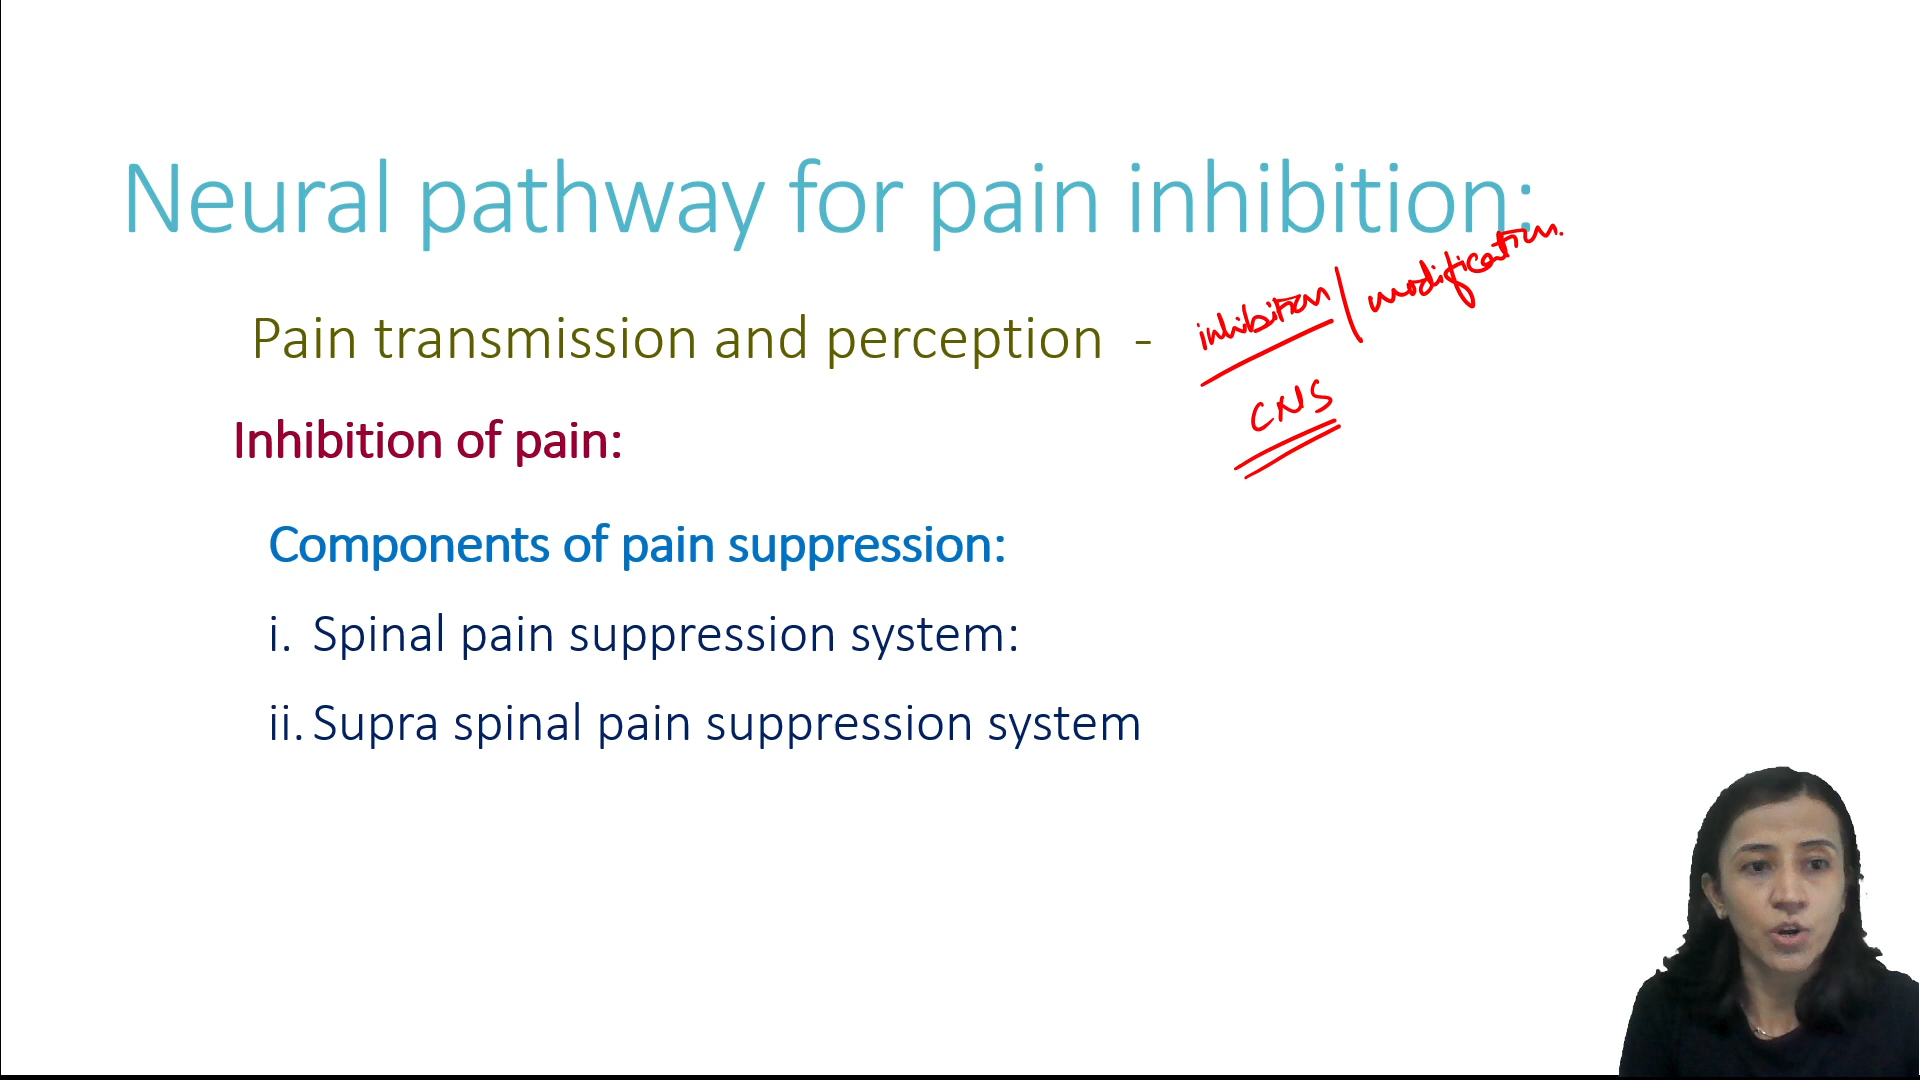 Neural pathway for pain inhibition:
Pain transmission and perception - inhibition / modification.
CNS
Inhibition of pain:
Components of pain suppression:
i. Spinal pain suppression system:
ii. Supra spinal pain suppression system